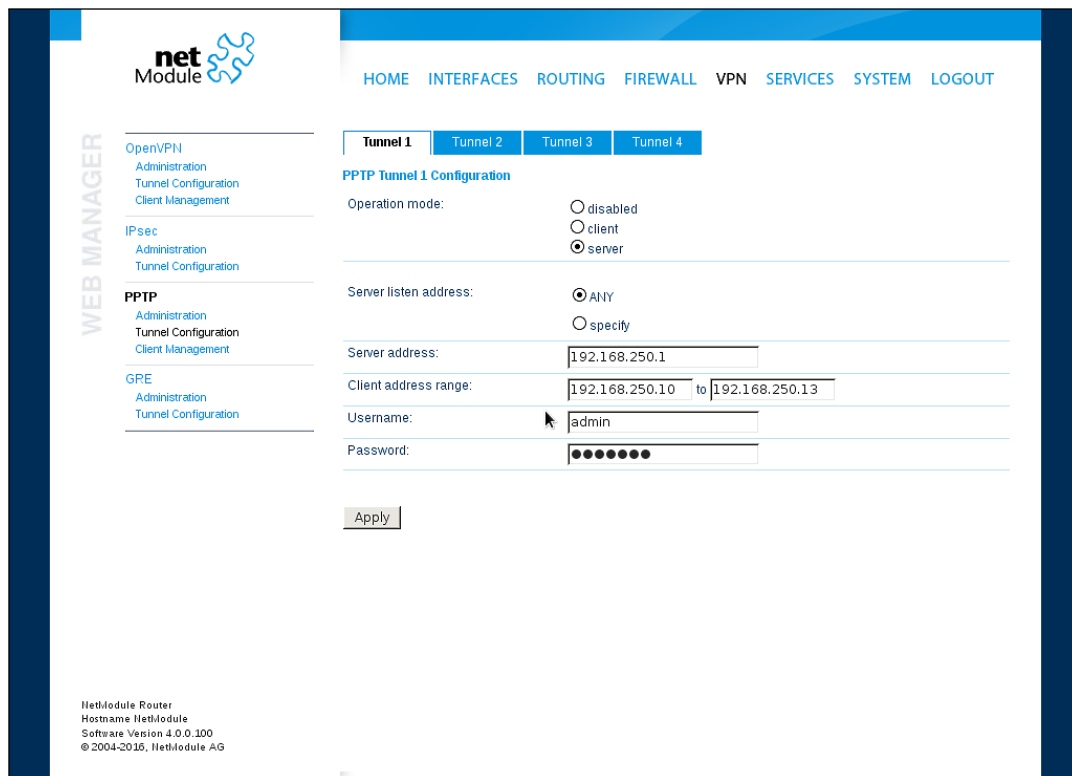 net
Module
HOME INTERFACES ROUTING FIREWALL VPN SERVICES SYSTEM LOGOUT
WEB MANAGER
OpenVPN
Administration
Tunnel Configuration
Client Management
IPsec
Administration
Tunnel Configuration
PPTP
Administration
Tunnel Configuration
Client Management
GRE
Administration
Tunnel Configuration
Tunnel 1 Tunnel 2 Tunnel 3 Tunnel 4
PPTP Tunnel 1 Configuration
Operation mode:
disabled
client
server
Server listen address:
ANY
specify
Server address: 192.168.250.1
Client address range: 192.168.250.10 to 192.168.250.13
Username: admin
Password: ●●●●●●●
Apply
NetModule Router
Hostname NetModule
Software Version 4.0.0.100
© 2004-2016, NetModule AG